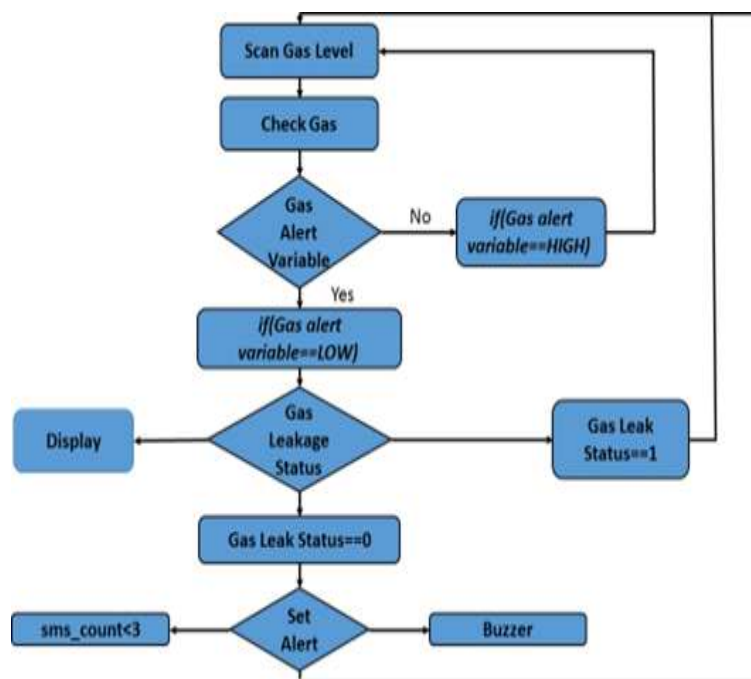 Scan Gas Level
Check Gas
Gas
Alert
Variable
No
if(Gas alert
variable==HIGH)
Yes
if(Gas alert
variable==LOW)
Display
Gas
Leakage
Status
Gas Leak
Status==1
Gas Leak Status==0
sms_count<3
Set
Alert
Buzzer